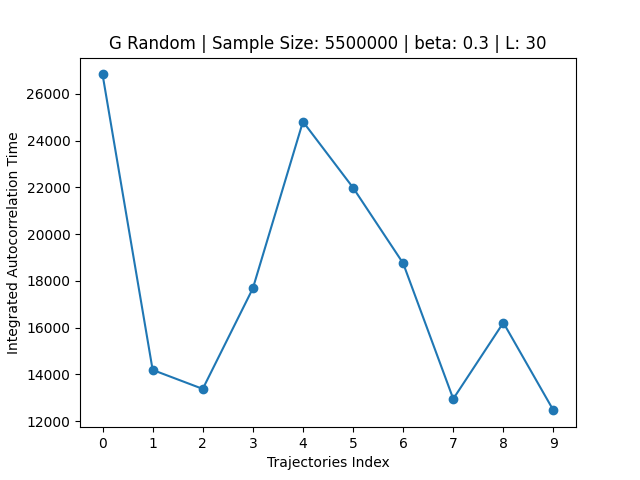 G Random | Sample Size: 5500000 | beta: 0.3 | L: 30
Integrated Autocorrelation Time
26000
24000
22000
20000
18000
16000
14000
12000
0 1 2 3 4 5 6 7 8 9
Trajectories Index